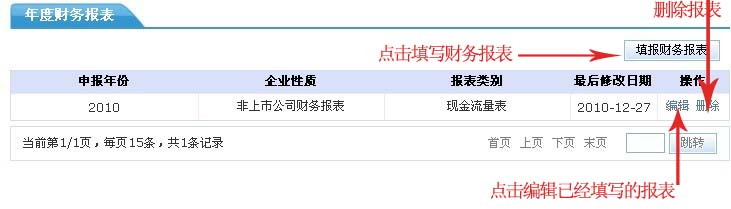 删除报表
年度财务报表
点击填写财务报表 填报财务报表
申报年份 企业性质 报表类别 最后修改日期 操作
2010 非上市公司财务报表 现金流量表 2010-12-27 编辑 删除
当前第1/1页，每页15条，共1条记录 首页 上页 下页 末页 跳转
点击编辑已经填写的报表